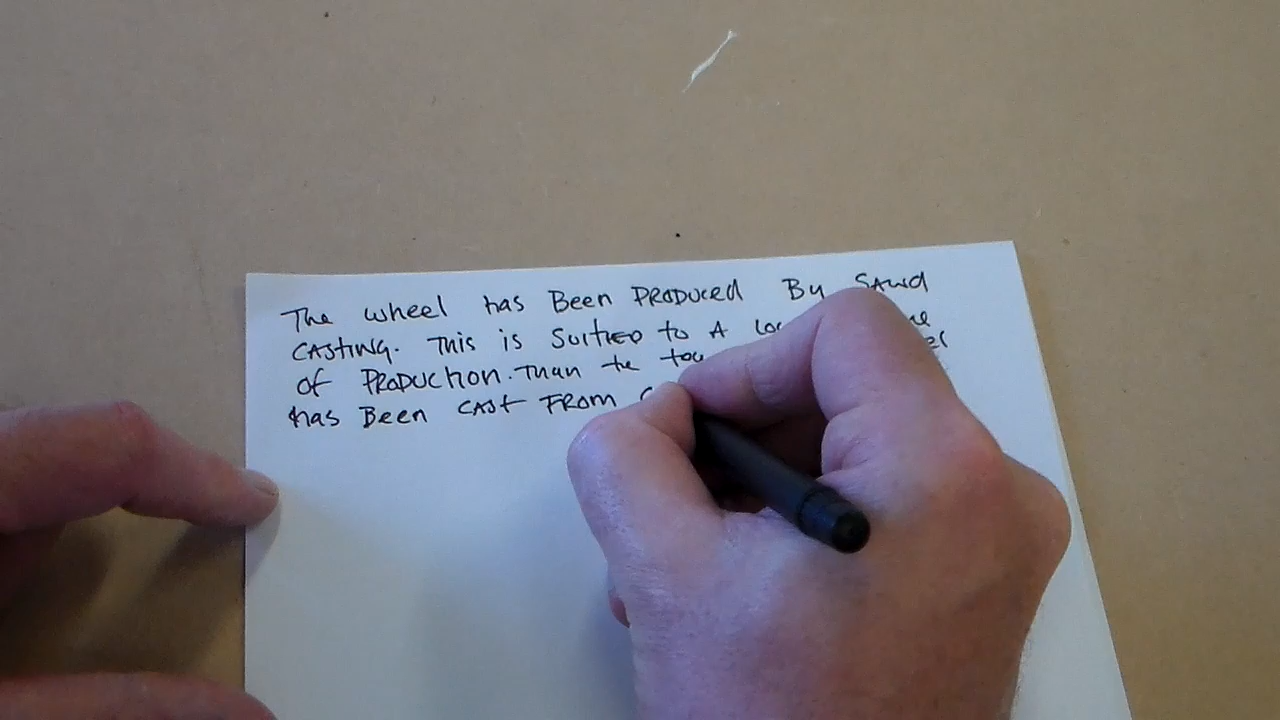 The wheel has Been PRODUCED By SAND
CASTING. This is SUITED to A
of PRODUCTION. Than the
has Been CAST FROM